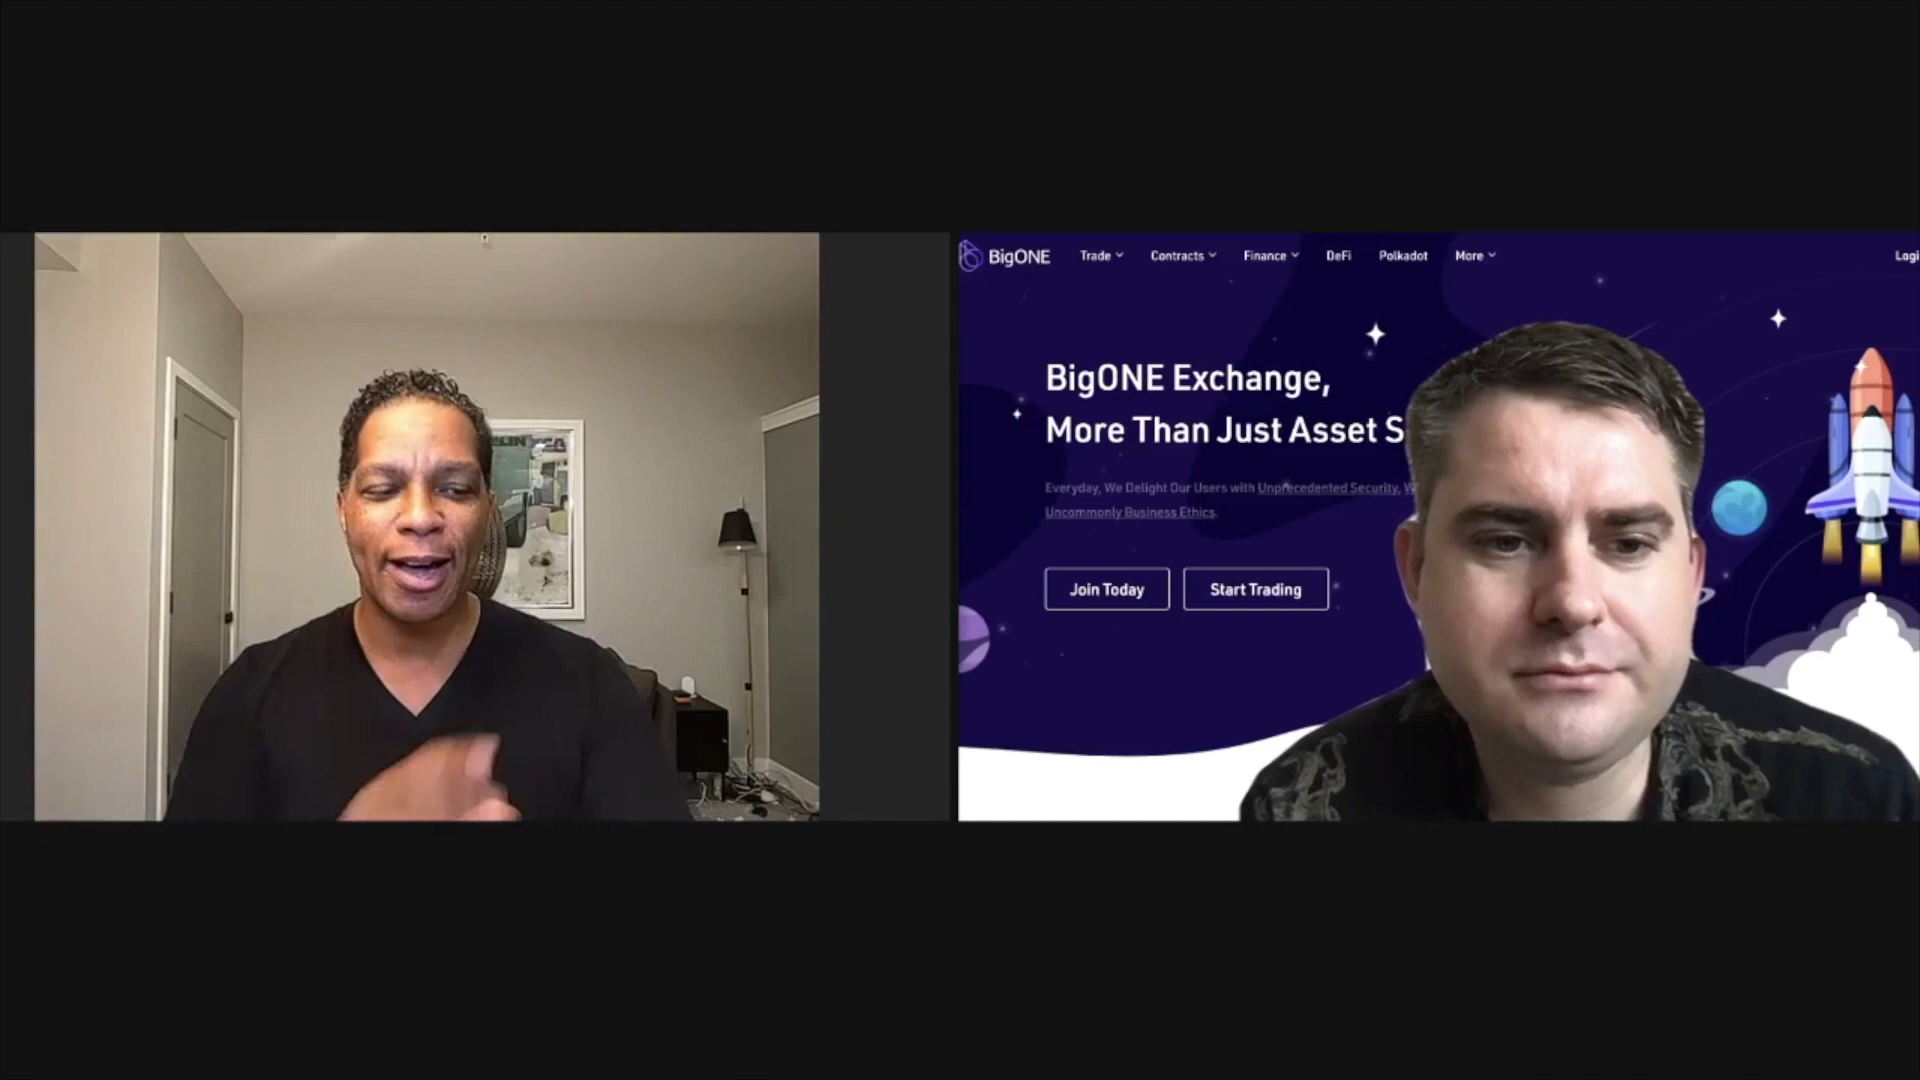 BigONE
Trade
Contracts
Finance
DeFi
Polkadot
More
Logi
BigONE Exchange,
More Than Just Asset S
Everyday, We Delight Our Users with Unprecedented Security, W
Uncommonly Business Ethics.
Join Today
Start Trading